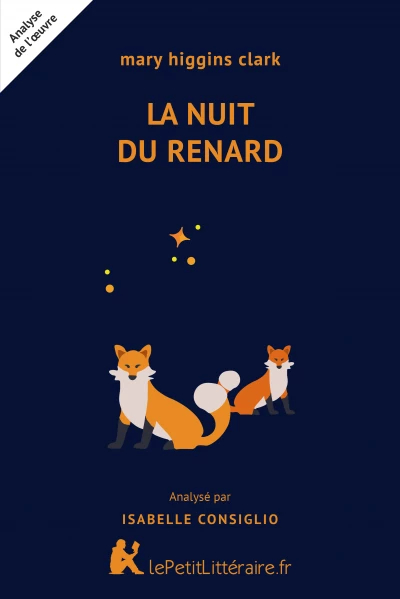 Analyse
de l'œuvre
mary higgins clark
LA NUIT
DU RENARD
Analysé par
ISABELLE CONSIGLIO
lePetitLittéraire.fr